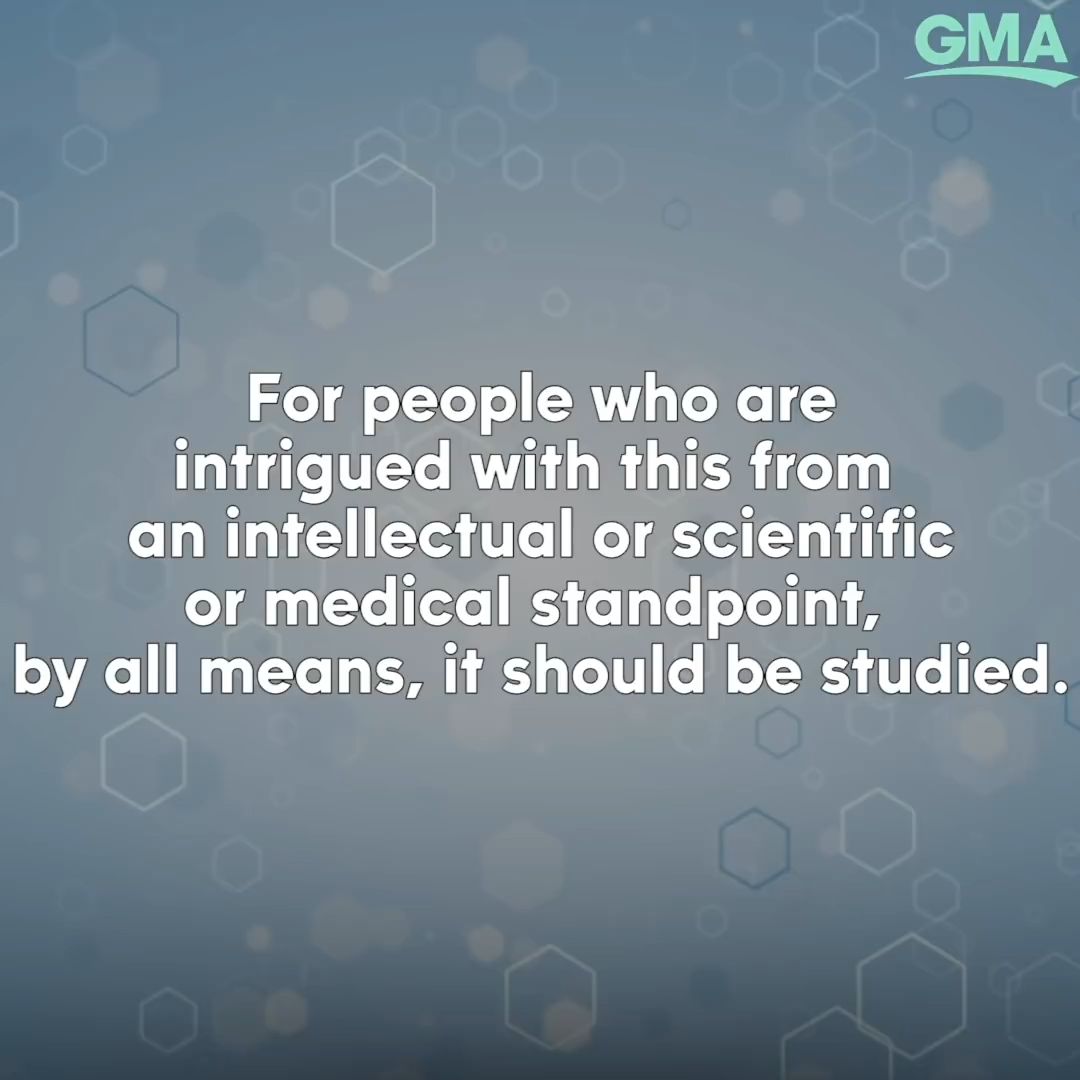 GMA
For people who are
intrigued with this from
an intellectual or scientific
or medical standpoint,
by all means, it should be studied.